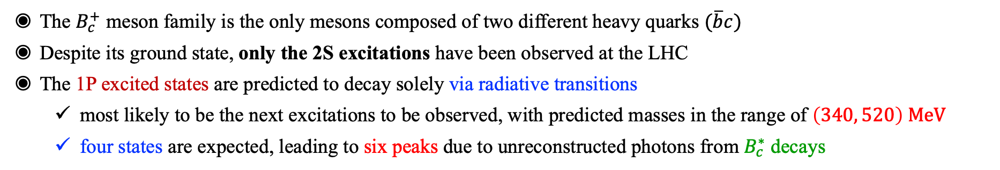 ◉ The B_c^+ meson family is the only mesons composed of two different heavy quarks (b̄c)
◉ Despite its ground state, only the 2S excitations have been observed at the LHC
◉ The 1P excited states are predicted to decay solely via radiative transitions
✓ most likely to be the next excitations to be observed, with predicted masses in the range of (340, 520) MeV
✓ four states are expected, leading to six peaks due to unreconstructed photons from B_c^* decays